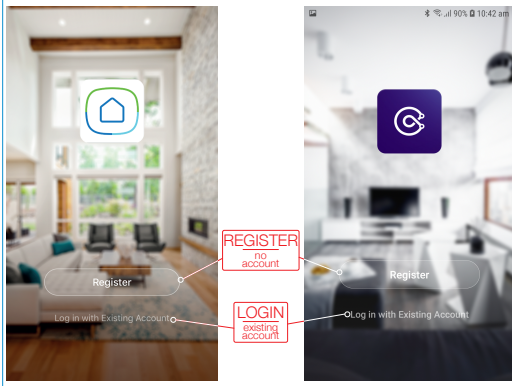 90% 10:42 am
REGISTER
no
account
Register
Register
LOGIN
existing
account
Log in with Existing Account
Log in with Existing Account